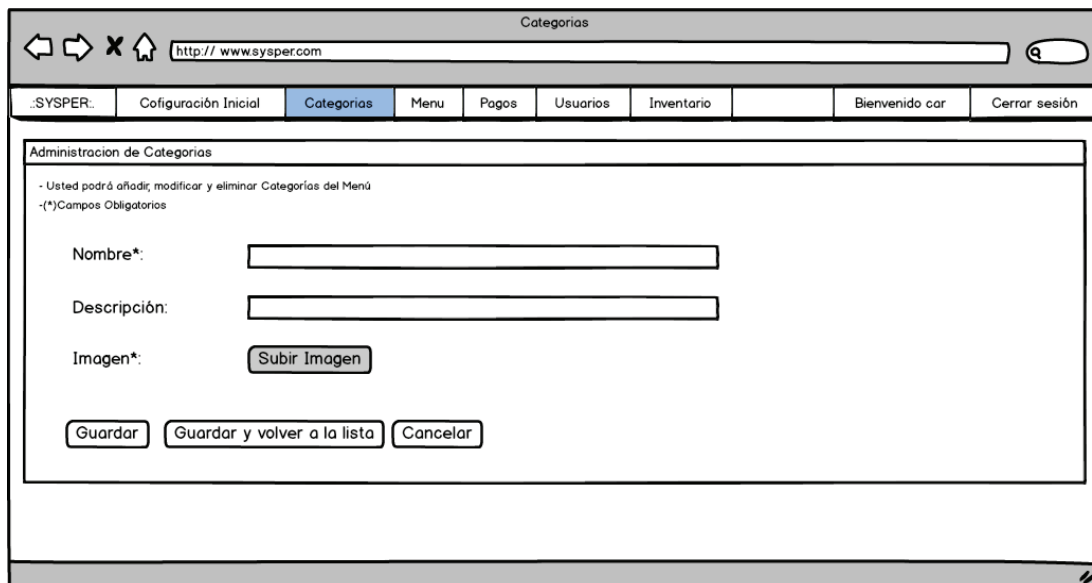 Categorias
http:// www.sysper.com
.:SYSPER:. Cofiguración Inicial Categorias Menu Pagos Usuarios Inventario Bienvenido car Cerrar sesión
Administracion de Categorias
- Usted podrá añadir, modificar y eliminar Categorías del Menú
-(*)Campos Obligatorios
Nombre*:
Descripción:
Imagen*: Subir Imagen
Guardar Guardar y volver a la lista Cancelar